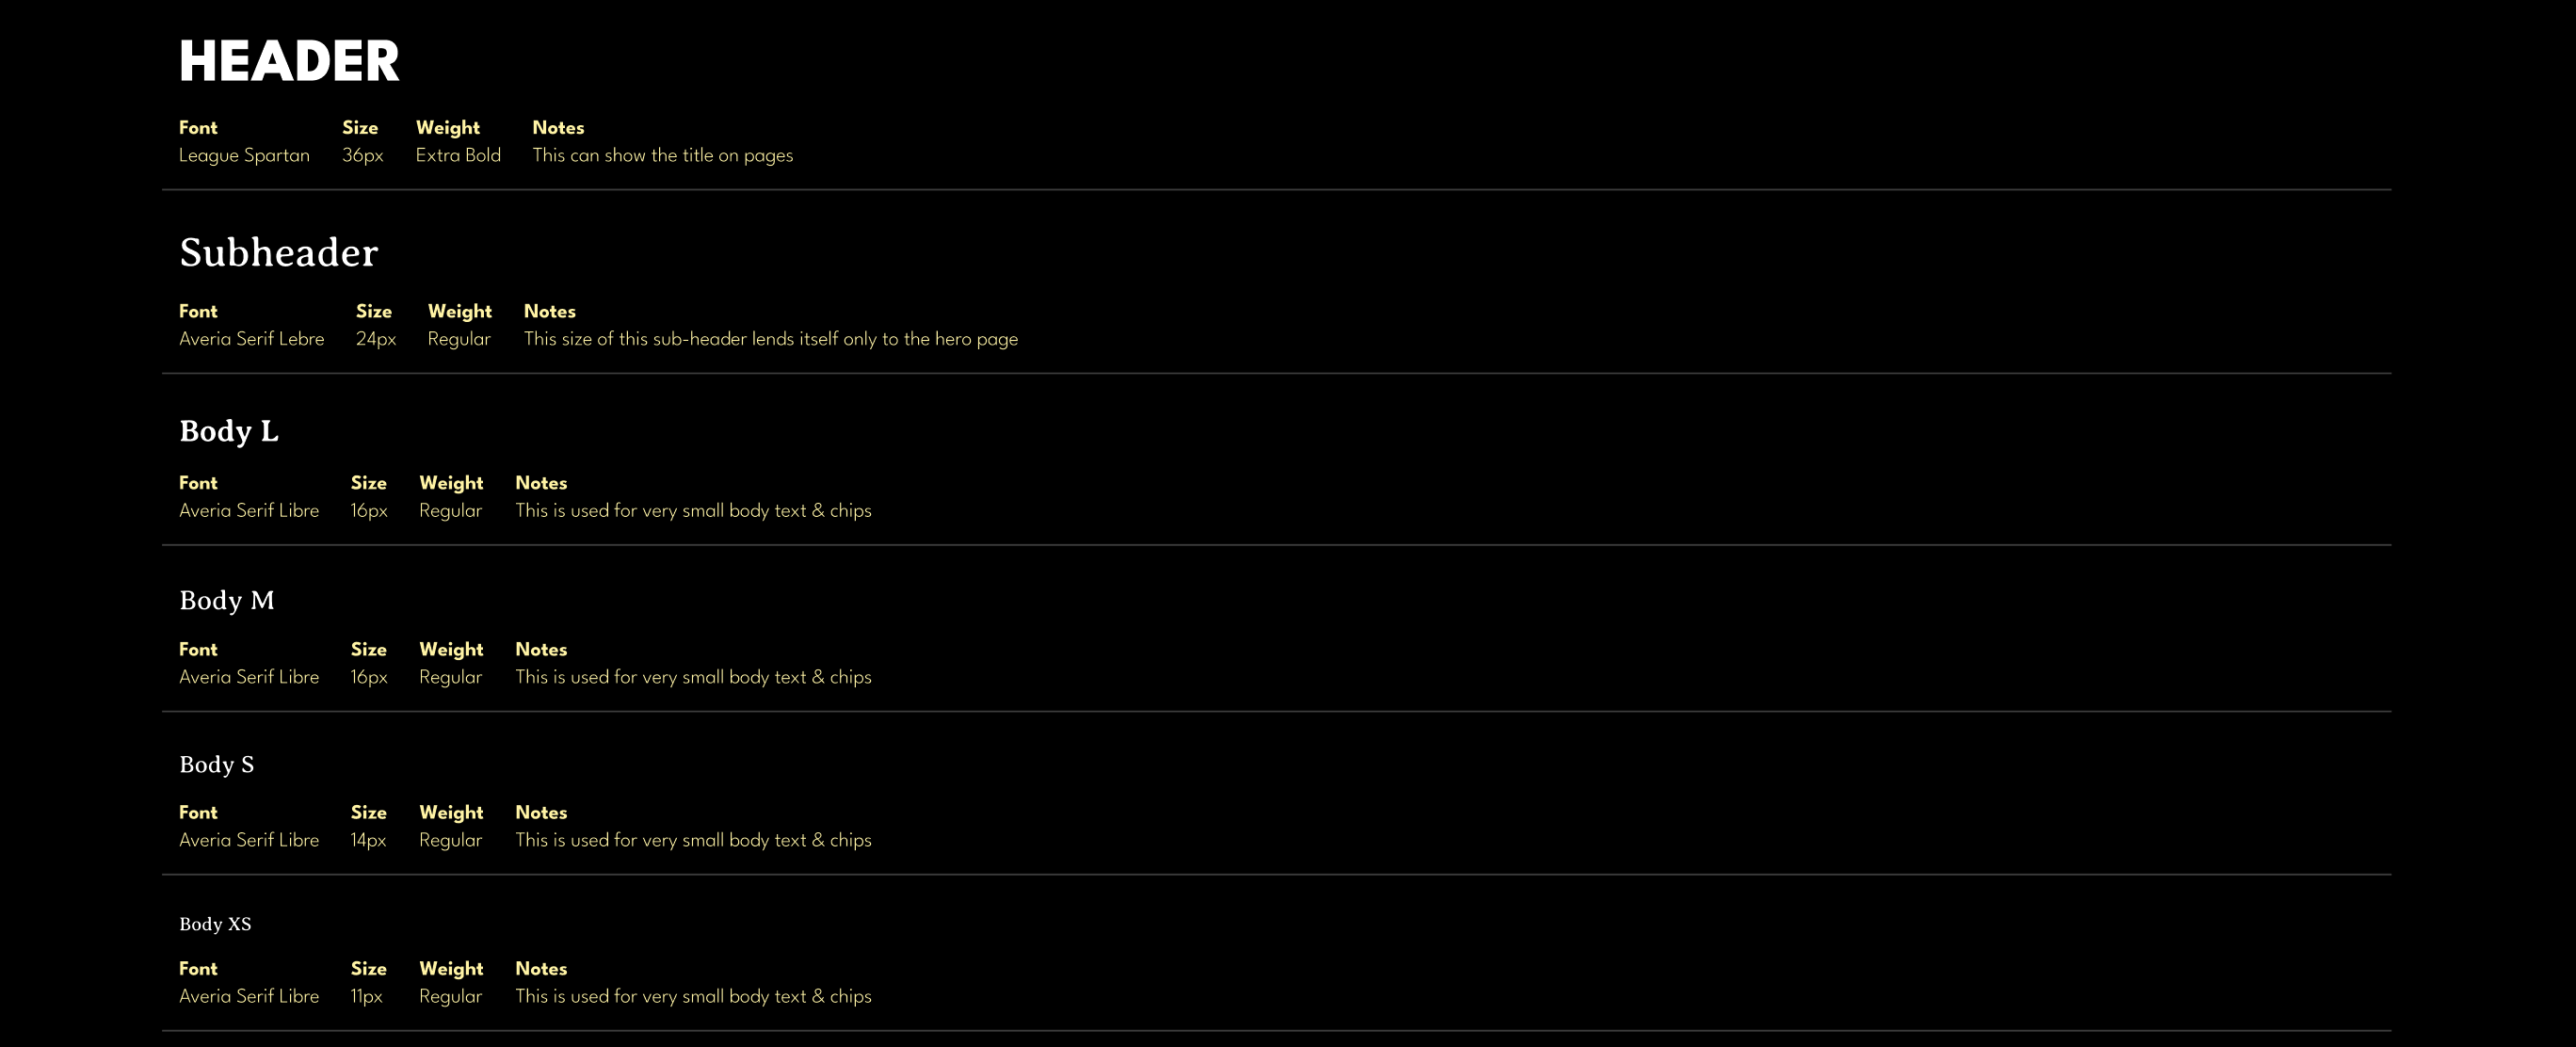 HEADER
Font Size Weight Notes
League Spartan 36px Extra Bold This can show the title on pages
Subheader
Font Size Weight Notes
Averia Serif Lebre 24px Regular This size of this sub-header lends itself only to the hero page
Body L
Font Size Weight Notes
Averia Serif Libre 16px Regular This is used for very small body text & chips
Body M
Font Size Weight Notes
Averia Serif Libre 16px Regular This is used for very small body text & chips
Body S
Font Size Weight Notes
Averia Serif Libre 14px Regular This is used for very small body text & chips
Body XS
Font Size Weight Notes
Averia Serif Libre 11px Regular This is used for very small body text & chips